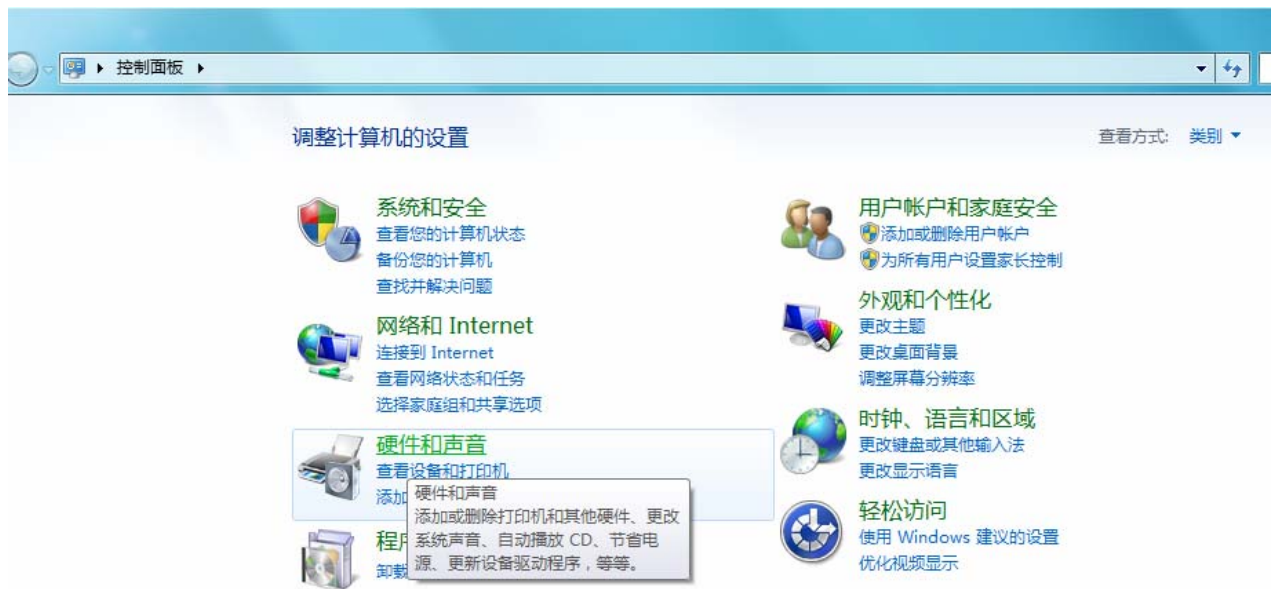 控制面板
调整计算机的设置
查看方式: 类别
系统和安全
查看您的计算机状态
备份您的计算机
查找并解决问题
网络和 Internet
连接到 Internet
查看网络状态和任务
选择家庭组和共享选项
硬件和声音
查看设备和打印机
添加
硬件和声音
添加或删除打印机和其他硬件、更改
系统声音、自动播放 CD、节省电
源、更新设备驱动程序，等等。
程序
卸载
用户帐户和家庭安全
添加或删除用户帐户
为所有用户设置家长控制
外观和个性化
更改主题
更改桌面背景
调整屏幕分辨率
时钟、语言和区域
更改键盘或其他输入法
更改显示语言
轻松访问
使用 Windows 建议的设置
优化视频显示